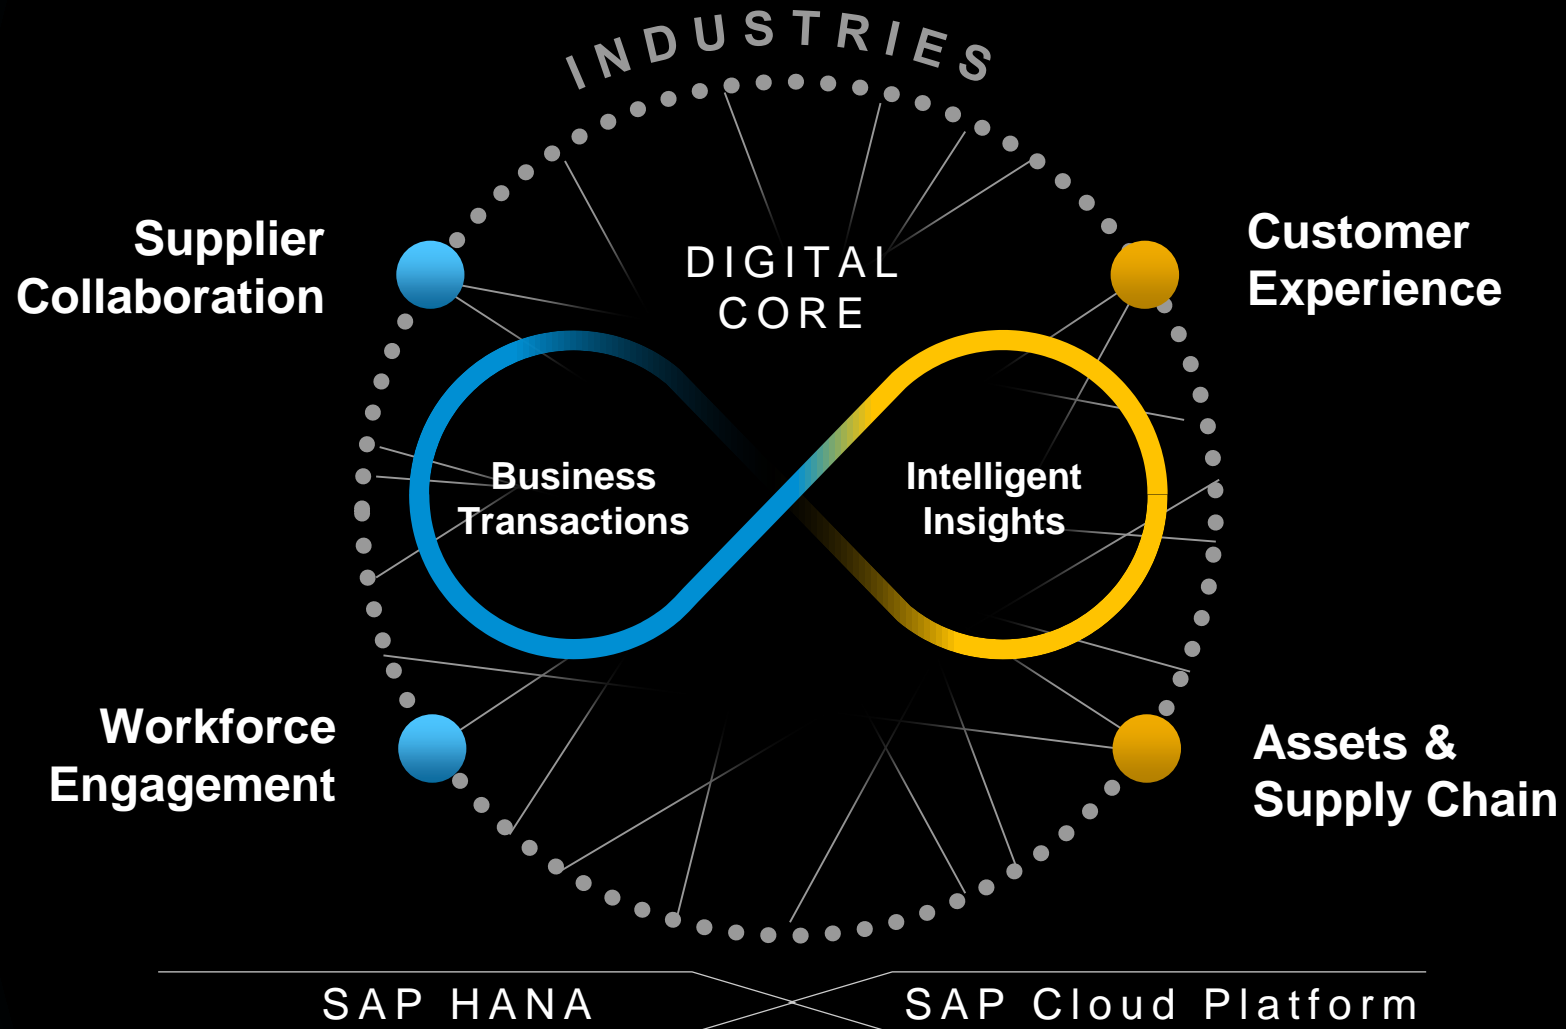 INDUSTRIES
Supplier
Collaboration
DIGITAL
CORE
Customer
Experience
Business
Transactions
Intelligent
Insights
Workforce
Engagement
Assets &
Supply Chain
SAP HANA
SAP Cloud Platform